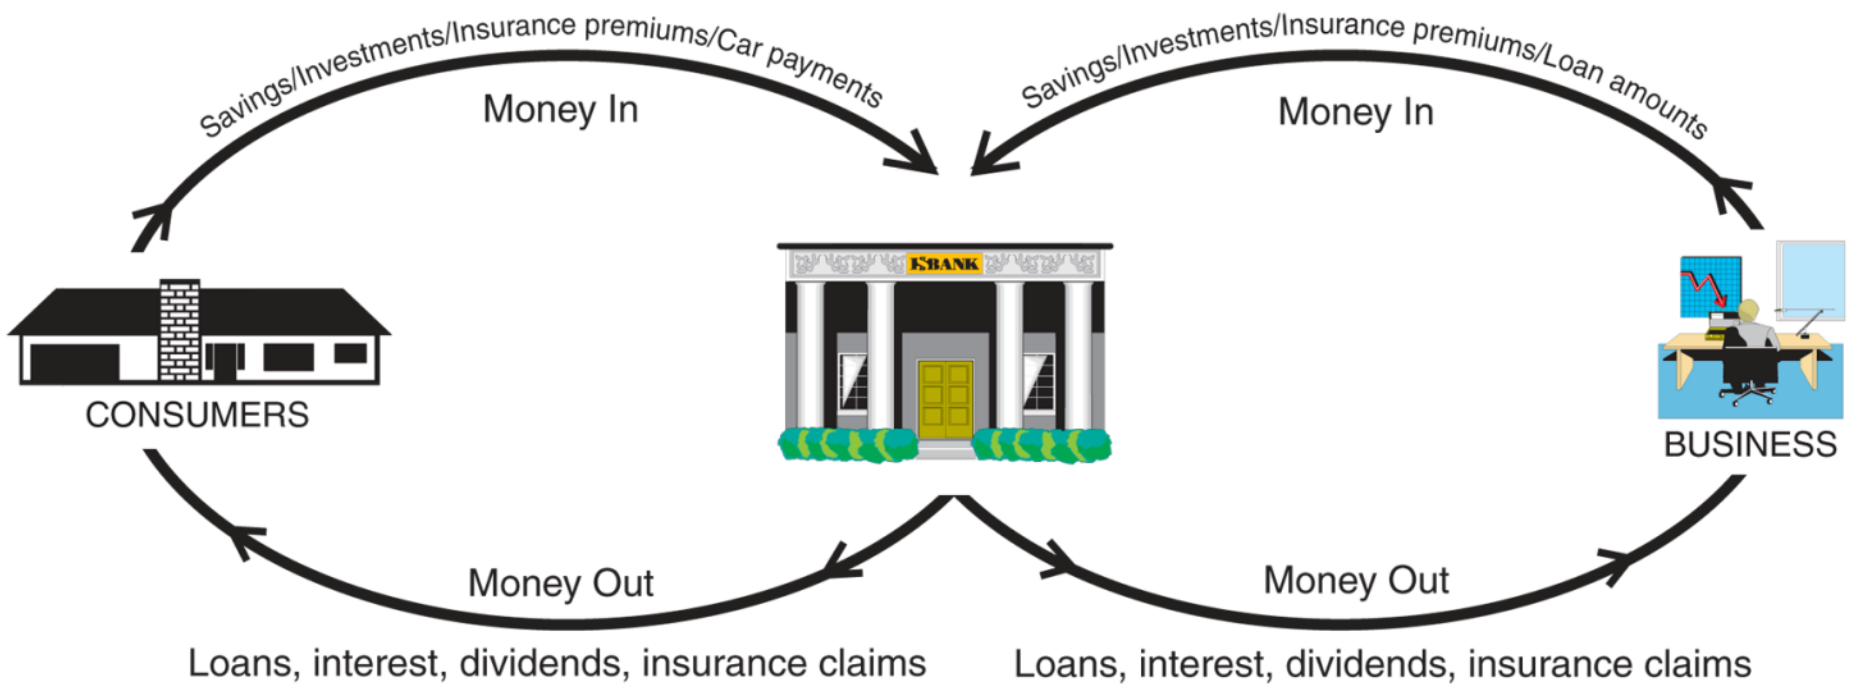 Savings/Investments/Insurance premiums/Car payments
Savings/Investments/Insurance premiums/Loan amounts
Money In
Money In
BANK
CONSUMERS
BUSINESS
Money Out
Money Out
Loans, interest, dividends, insurance claims
Loans, interest, dividends, insurance claims